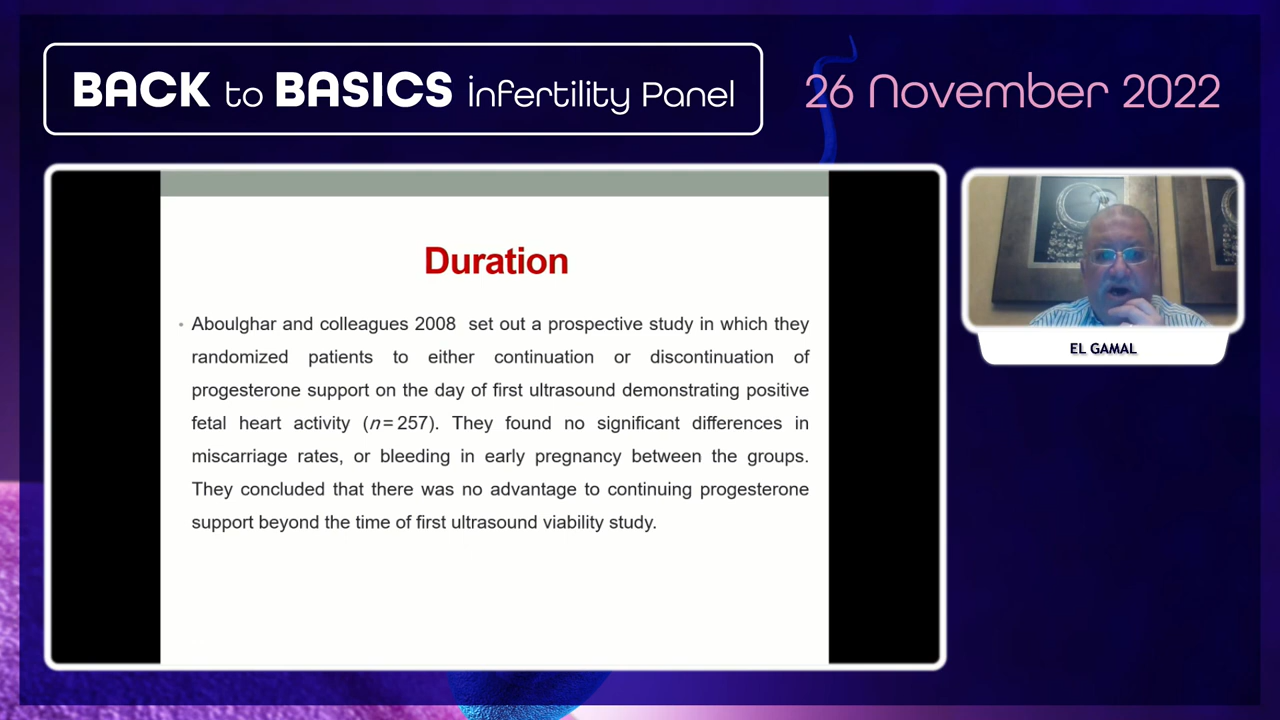 BACK to BASICS infertility Panel
26 November 2022
Duration
• Aboulghar and colleagues 2008 set out a prospective study in which they
randomized patients to either continuation or discontinuation of
progesterone support on the day of first ultrasound demonstrating positive
fetal heart activity (n=257). They found no significant differences in
miscarriage rates, or bleeding in early pregnancy between the groups.
They concluded that there was no advantage to continuing progesterone
support beyond the time of first ultrasound viability study.
EL GAMAL